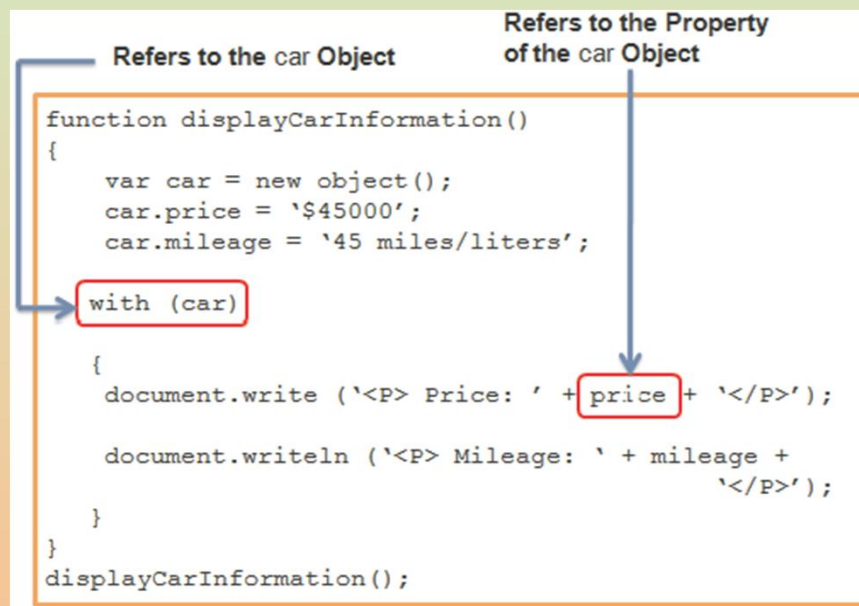 Refers to the car Object
Refers to the Property
of the car Object
function displayCarInformation()
{
var car = new object();
car.price = ‘$45000’;
car.mileage = ‘45 miles/liters’;
with (car)
{
document.write (‘<P> Price: ’ + price + ‘</P>’);
document.writeln (‘<P> Mileage: ‘ + mileage +
‘</P>’);
}
}
displayCarInformation();